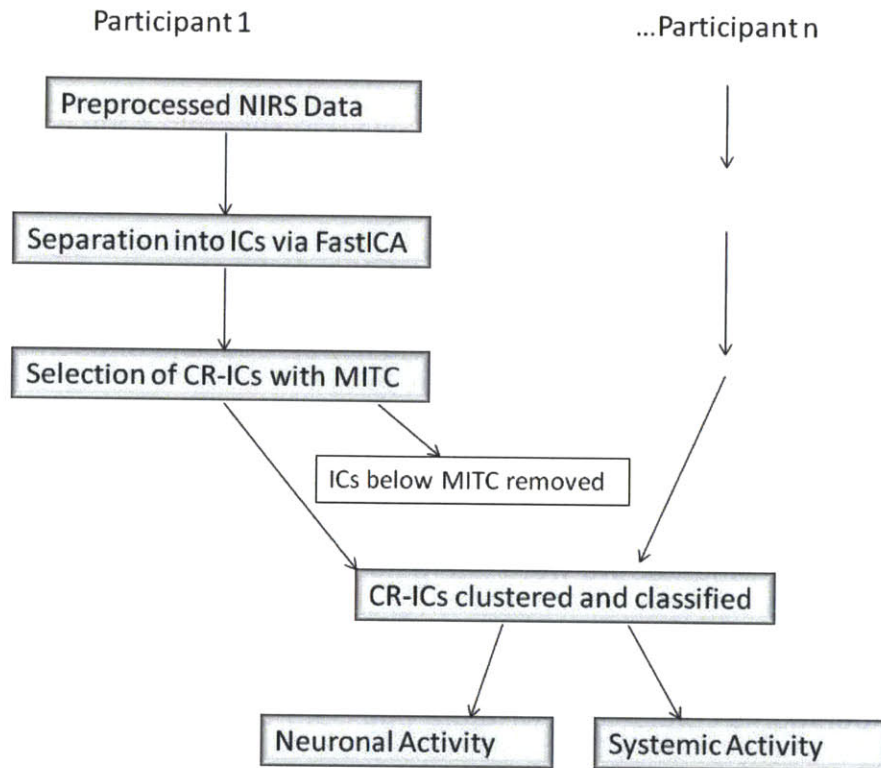 Participant 1
...Participant n
Preprocessed NIRS Data
Separation into ICs via FastICA
Selection of CR-ICs with MITC
ICs below MITC removed
CR-ICs clustered and classified
Neuronal Activity
Systemic Activity